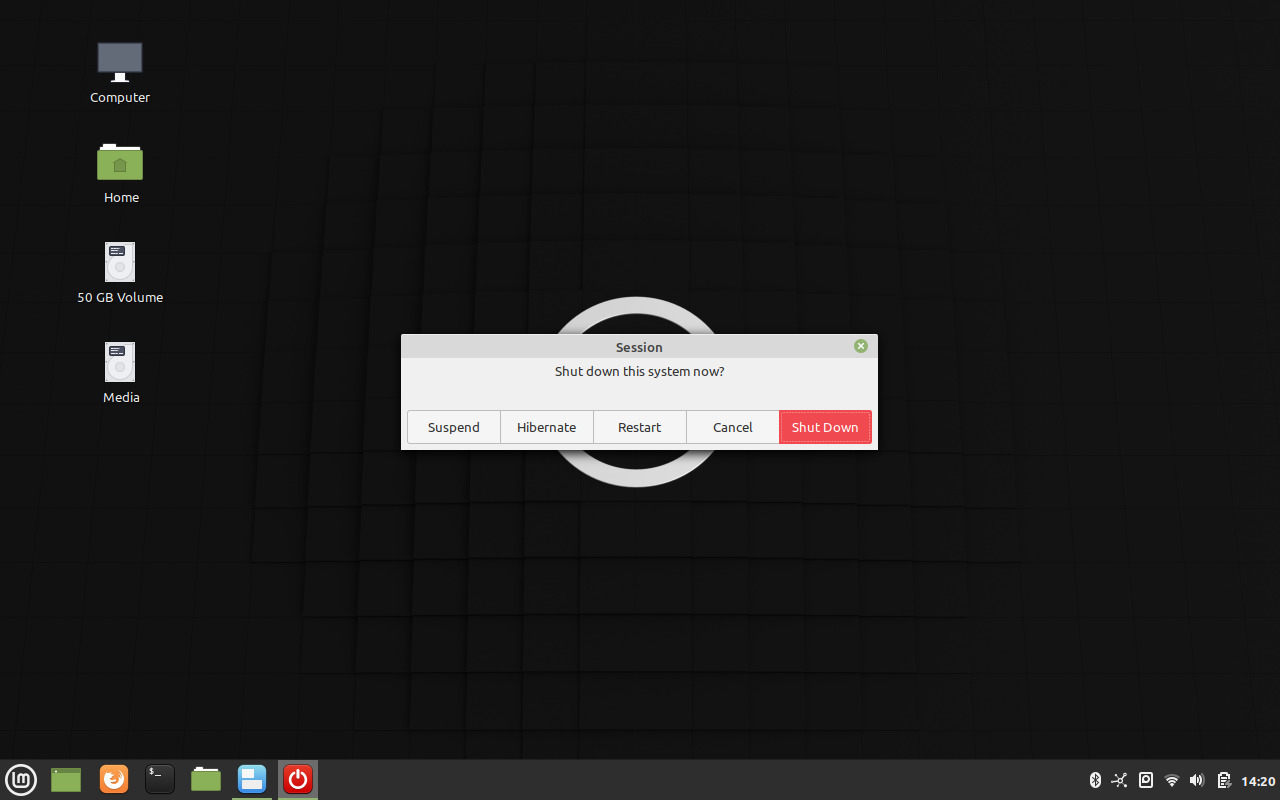 Computer
Home
50 GB Volume
Media
Session
Shut down this system now?
Suspend Hibernate Restart Cancel Shut Down
$_
14:20